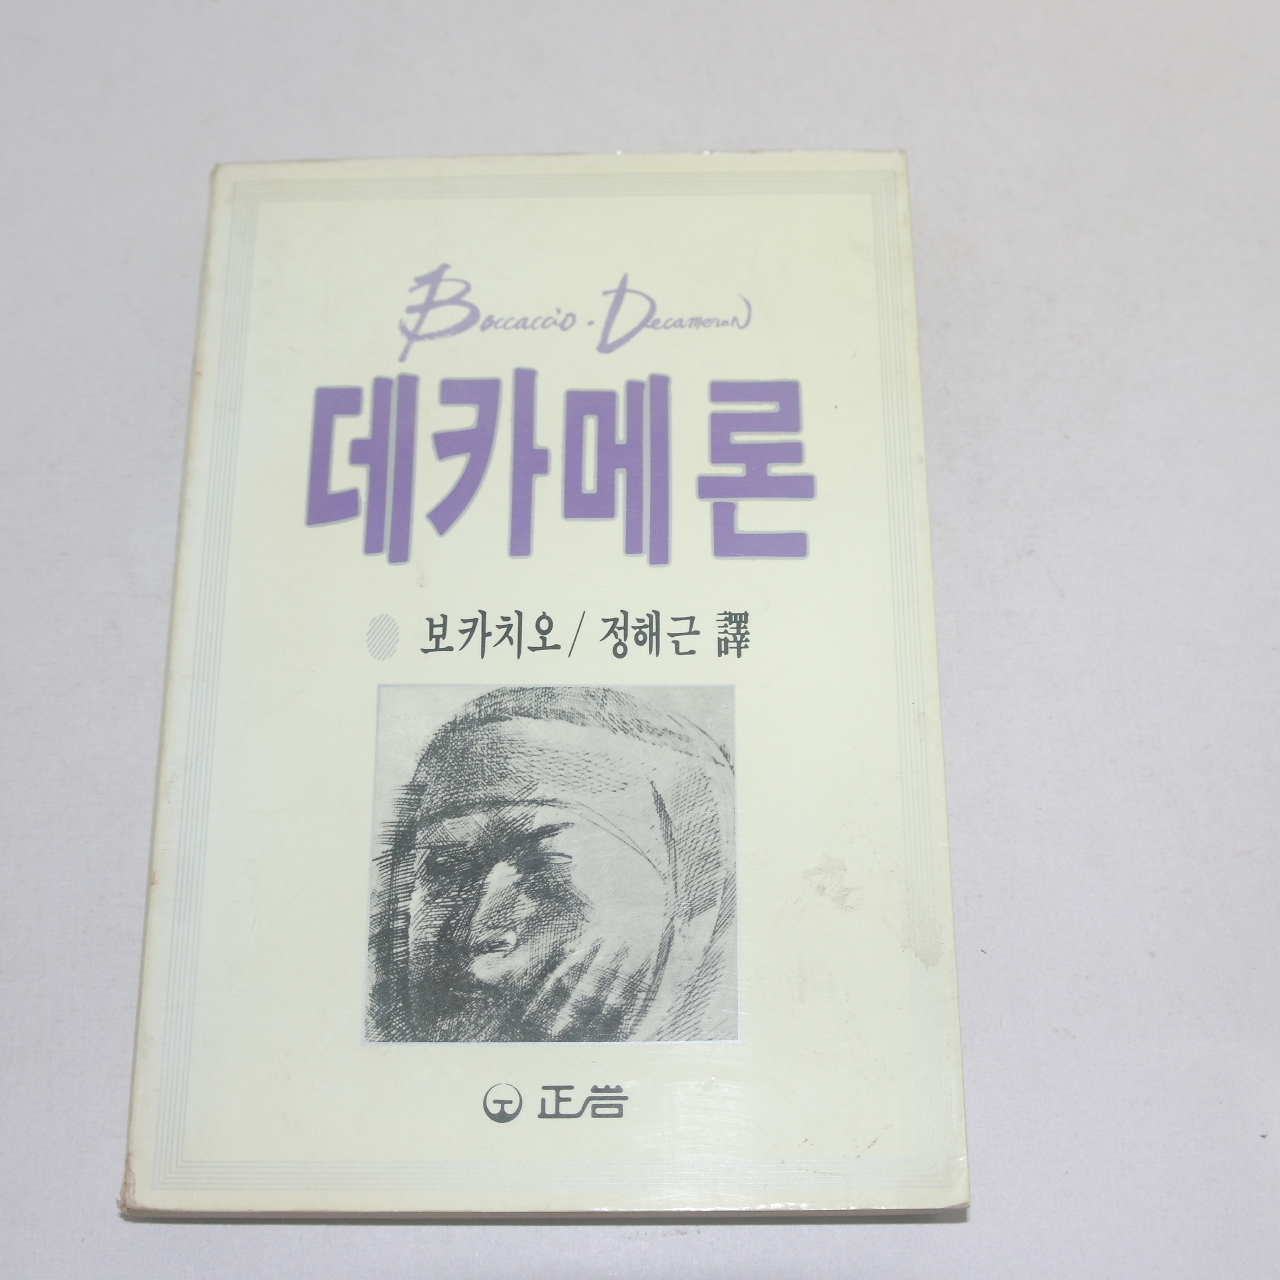 Boccaccio · Decameron
데카메론
보카치오 / 정해근 譯
正岩